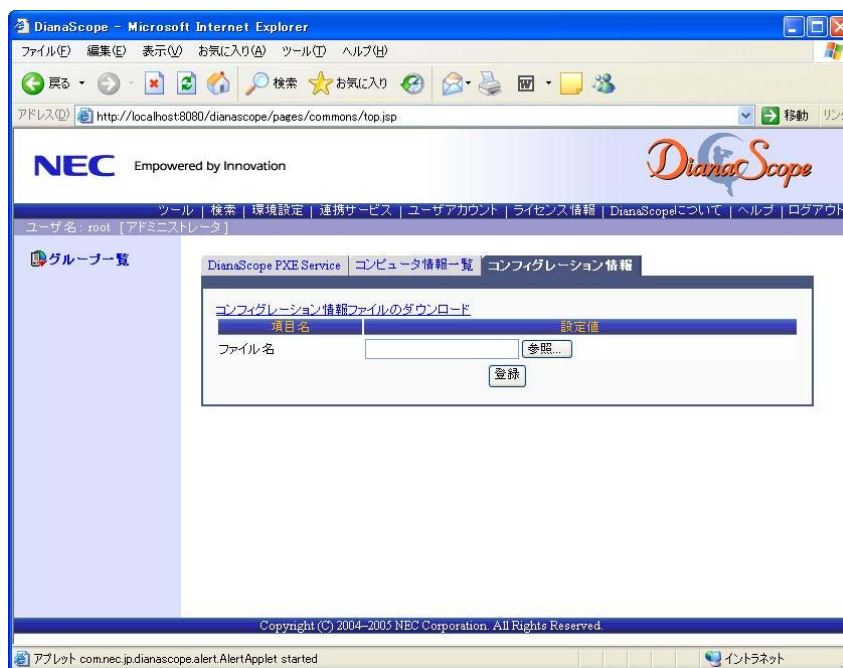 DianaScope - Microsoft Internet Explorer
ファイル(F) 編集(E) 表示(V) お気に入り(A) ツール(T) ヘルプ(H)
戻る 検索 お気に入り
アドレス(D) http://localhost:8080/dianascope/pages/commons/top.jsp 移動 リンク
NEC Empowered by Innovation DianaScope
ツール | 検索 | 環境設定 | 連携サービス | ユーザアカウント | ライセンス情報 | DianaScopeについて | ヘルプ | ログアウト
ユーザ名: root [アドミニストレータ]
グループ一覧
DianaScope PXE Service コンピュータ情報一覧 コンフィグレーション情報
コンフィグレーション情報ファイルのダウンロード
項目名 設定値
ファイル名 参照...
登録
Copyright (C) 2004-2005 NEC Corporation. All Rights Reserved.
アプレット com.nec.jp.dianascope.alert.AlertApplet started イントラネット